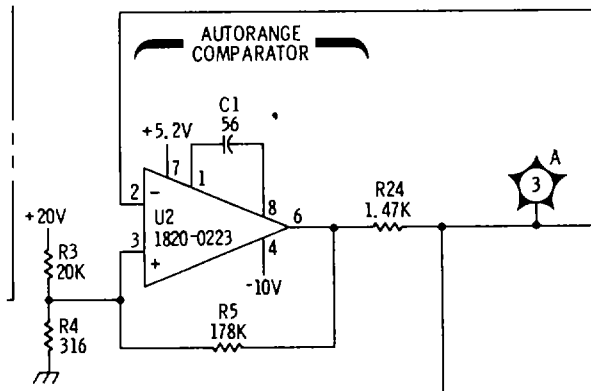 AUTORANGE
COMPARATOR
C1
56
+5.2V
7
1
A
3
2
-
U2
1820-0223
8
6
R24
1.47K
+20V
3
+
4
R3
20K
-10V
R5
178K
R4
316